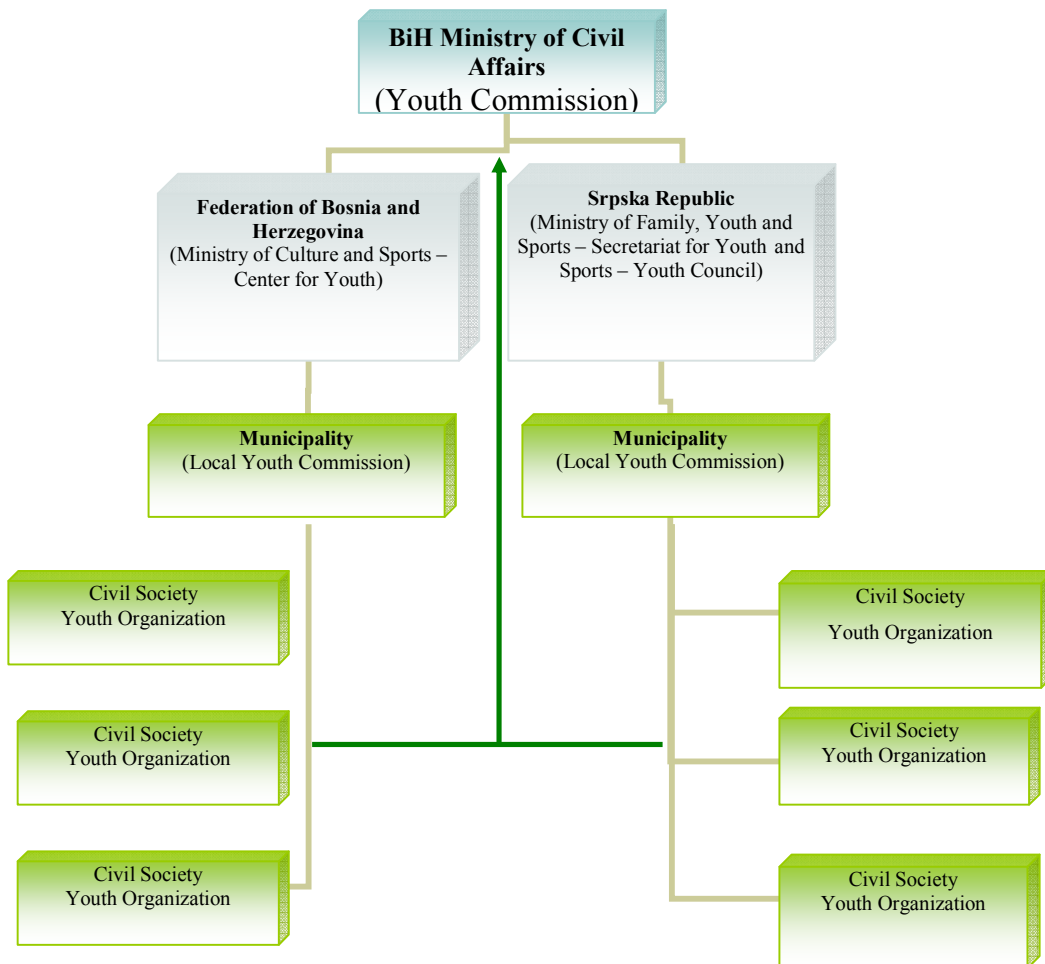 BiH Ministry of Civil
Affairs
(Youth Commission)
Federation of Bosnia and
Herzegovina
(Ministry of Culture and Sports –
Center for Youth)
Srpska Republic
(Ministry of Family, Youth and
Sports – Secretariat for Youth and
Sports – Youth Council)
Municipality
(Local Youth Commission)
Municipality
(Local Youth Commission)
Civil Society
Youth Organization
Civil Society
Youth Organization
Civil Society
Youth Organization
Civil Society
Youth Organization
Civil Society
Youth Organization
Civil Society
Youth Organization